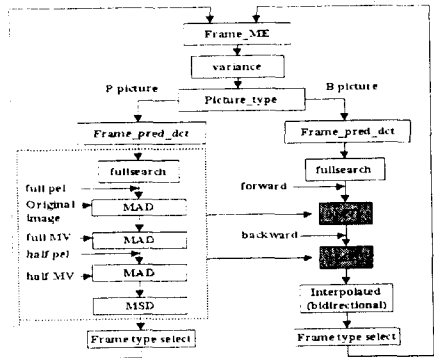 Frame_ME
variance
P picture
B picture
Picture_type
Frame_pred_dct
Frame_pred_dct
fullsearch
fullsearch
full pel
forward
Original
image
MAD
full MV
backward
MAD
half pel
half MV
MAD
Interpolated
(bidirectional)
MSD
Frame type select
Frame type select